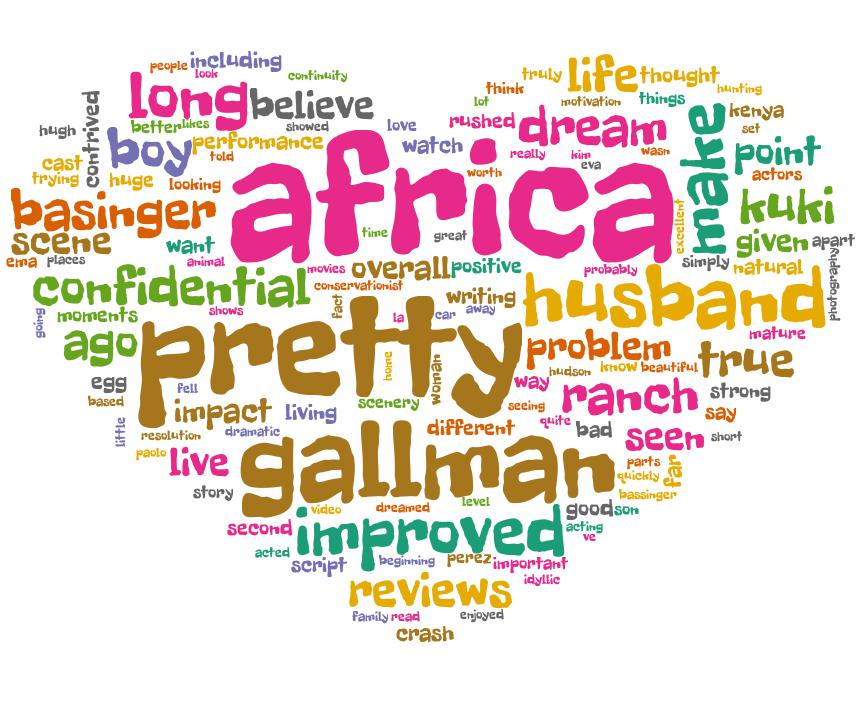 people
including
look
continuity
truly
life
thought
hunting
think
long
believe
lot
motivation
things
contrived
hugh
better
likes
showed
love
rushed
dream
make
kenya
set
boy
performance
told
watch
really
kim
eva
wasn
point
actors
cast
trying
huge
looking
africa
worth
basinger
kuki
scene
want
time
great
excellent
given
apart
ema
places
animal
movies
overall
positive
probably
simply
natural
photography
confidential
conservationist
writing
husband
going
moments
shows
fact
la
car
away
mature
ago
pretty
problem
true
home
woman
hudson
know
beautiful
egg
fell
way
ranch
strong
based
impact
living
scenery
seeing
say
little
resolution
dramatic
different
quite
bad
seen
short
paolo
live
gallman
parts
quickly
far
story
level
bassinger
video
dreamed
good
son
second
improved
acting
ve
acted
script
beginning
perez
important
idyllic
reviews
family
read
enjoyed
crash